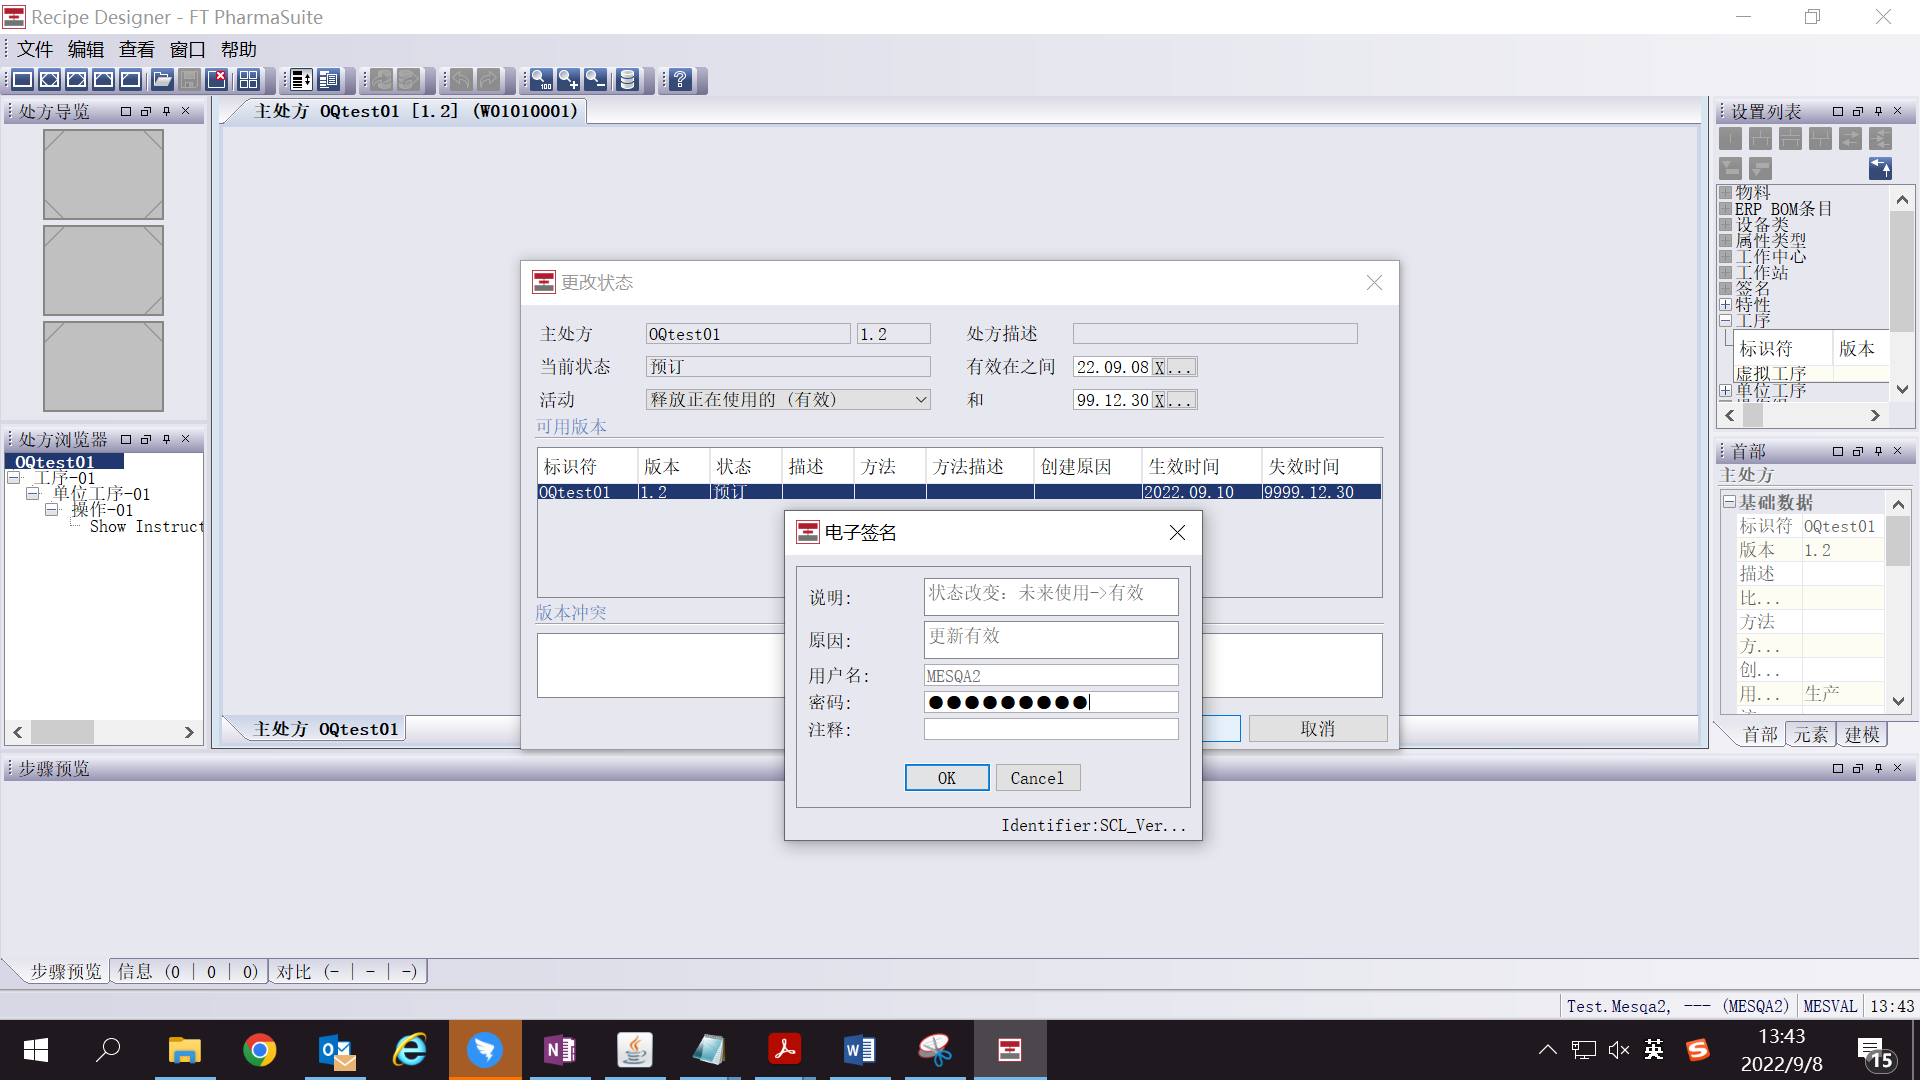 Recipe Designer - FT PharmaSuite
文件 编辑 查看 窗口 帮助
处方导览
主处方 OQtest01 [1.2] (W01010001)
设置列表
物料
ERP BOM条目
设备类
属性类型
工作中心
工作站
签名
特性
工序
标识符 版本
虚拟工序
单位工序
处方浏览器
OQtest01
工序-01
单位工序-01
操作-01
Show Instruct
更改状态
主处方 OQtest01 1.2 处方描述
当前状态 预订 有效在之间 22.09.08 X ...
活动 释放正在使用的 (有效) 和 99.12.30 X ...
可用版本
标识符 版本 状态 描述 方法 方法描述 创建原因 生效时间 失效时间
OQtest01 1.2 预订 2022.09.10 9999.12.30
版本冲突
取消
电子签名
说明: 状态改变: 未来使用->有效
原因: 更新有效
用户名: MESQA2
密码: ●●●●●●●●●
注释:
OK Cancel
Identifier:SCL_Ver...
主处方 OQtest01
首部
主处方
基础数据
标识符 OQtest01
版本 1.2
描述
比...
方法
方...
创...
用... 生产
首部 元素 建模
步骤预览
步骤预览 信息 (0 | 0 | 0) 对比 (- | - | -)
Test.Mesqa2, --- (MESQA2) MESVAL 13:43
英
13:43
2022/9/8
15